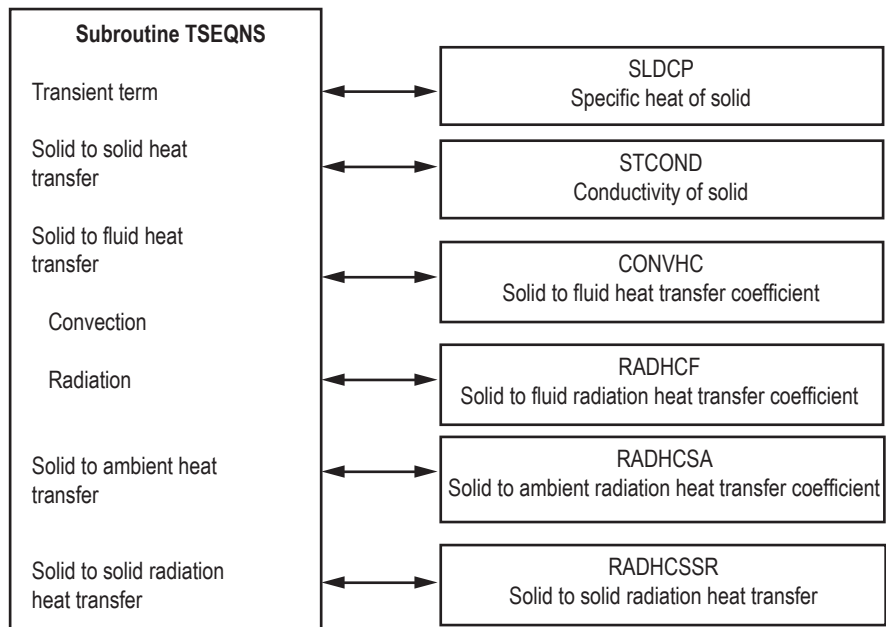 Subroutine TSEQNS
Transient term
SLDCP
Specific heat of solid
Solid to solid heat
transfer
STCOND
Conductivity of solid
Solid to fluid heat
transfer
CONVHC
Solid to fluid heat transfer coefficient
Convection
Radiation
RADHCF
Solid to fluid radiation heat transfer coefficient
Solid to ambient heat
transfer
RADHCSA
Solid to ambient radiation heat transfer coefficient
Solid to solid radiation
heat transfer
RADHCSSR
Solid to solid radiation heat transfer